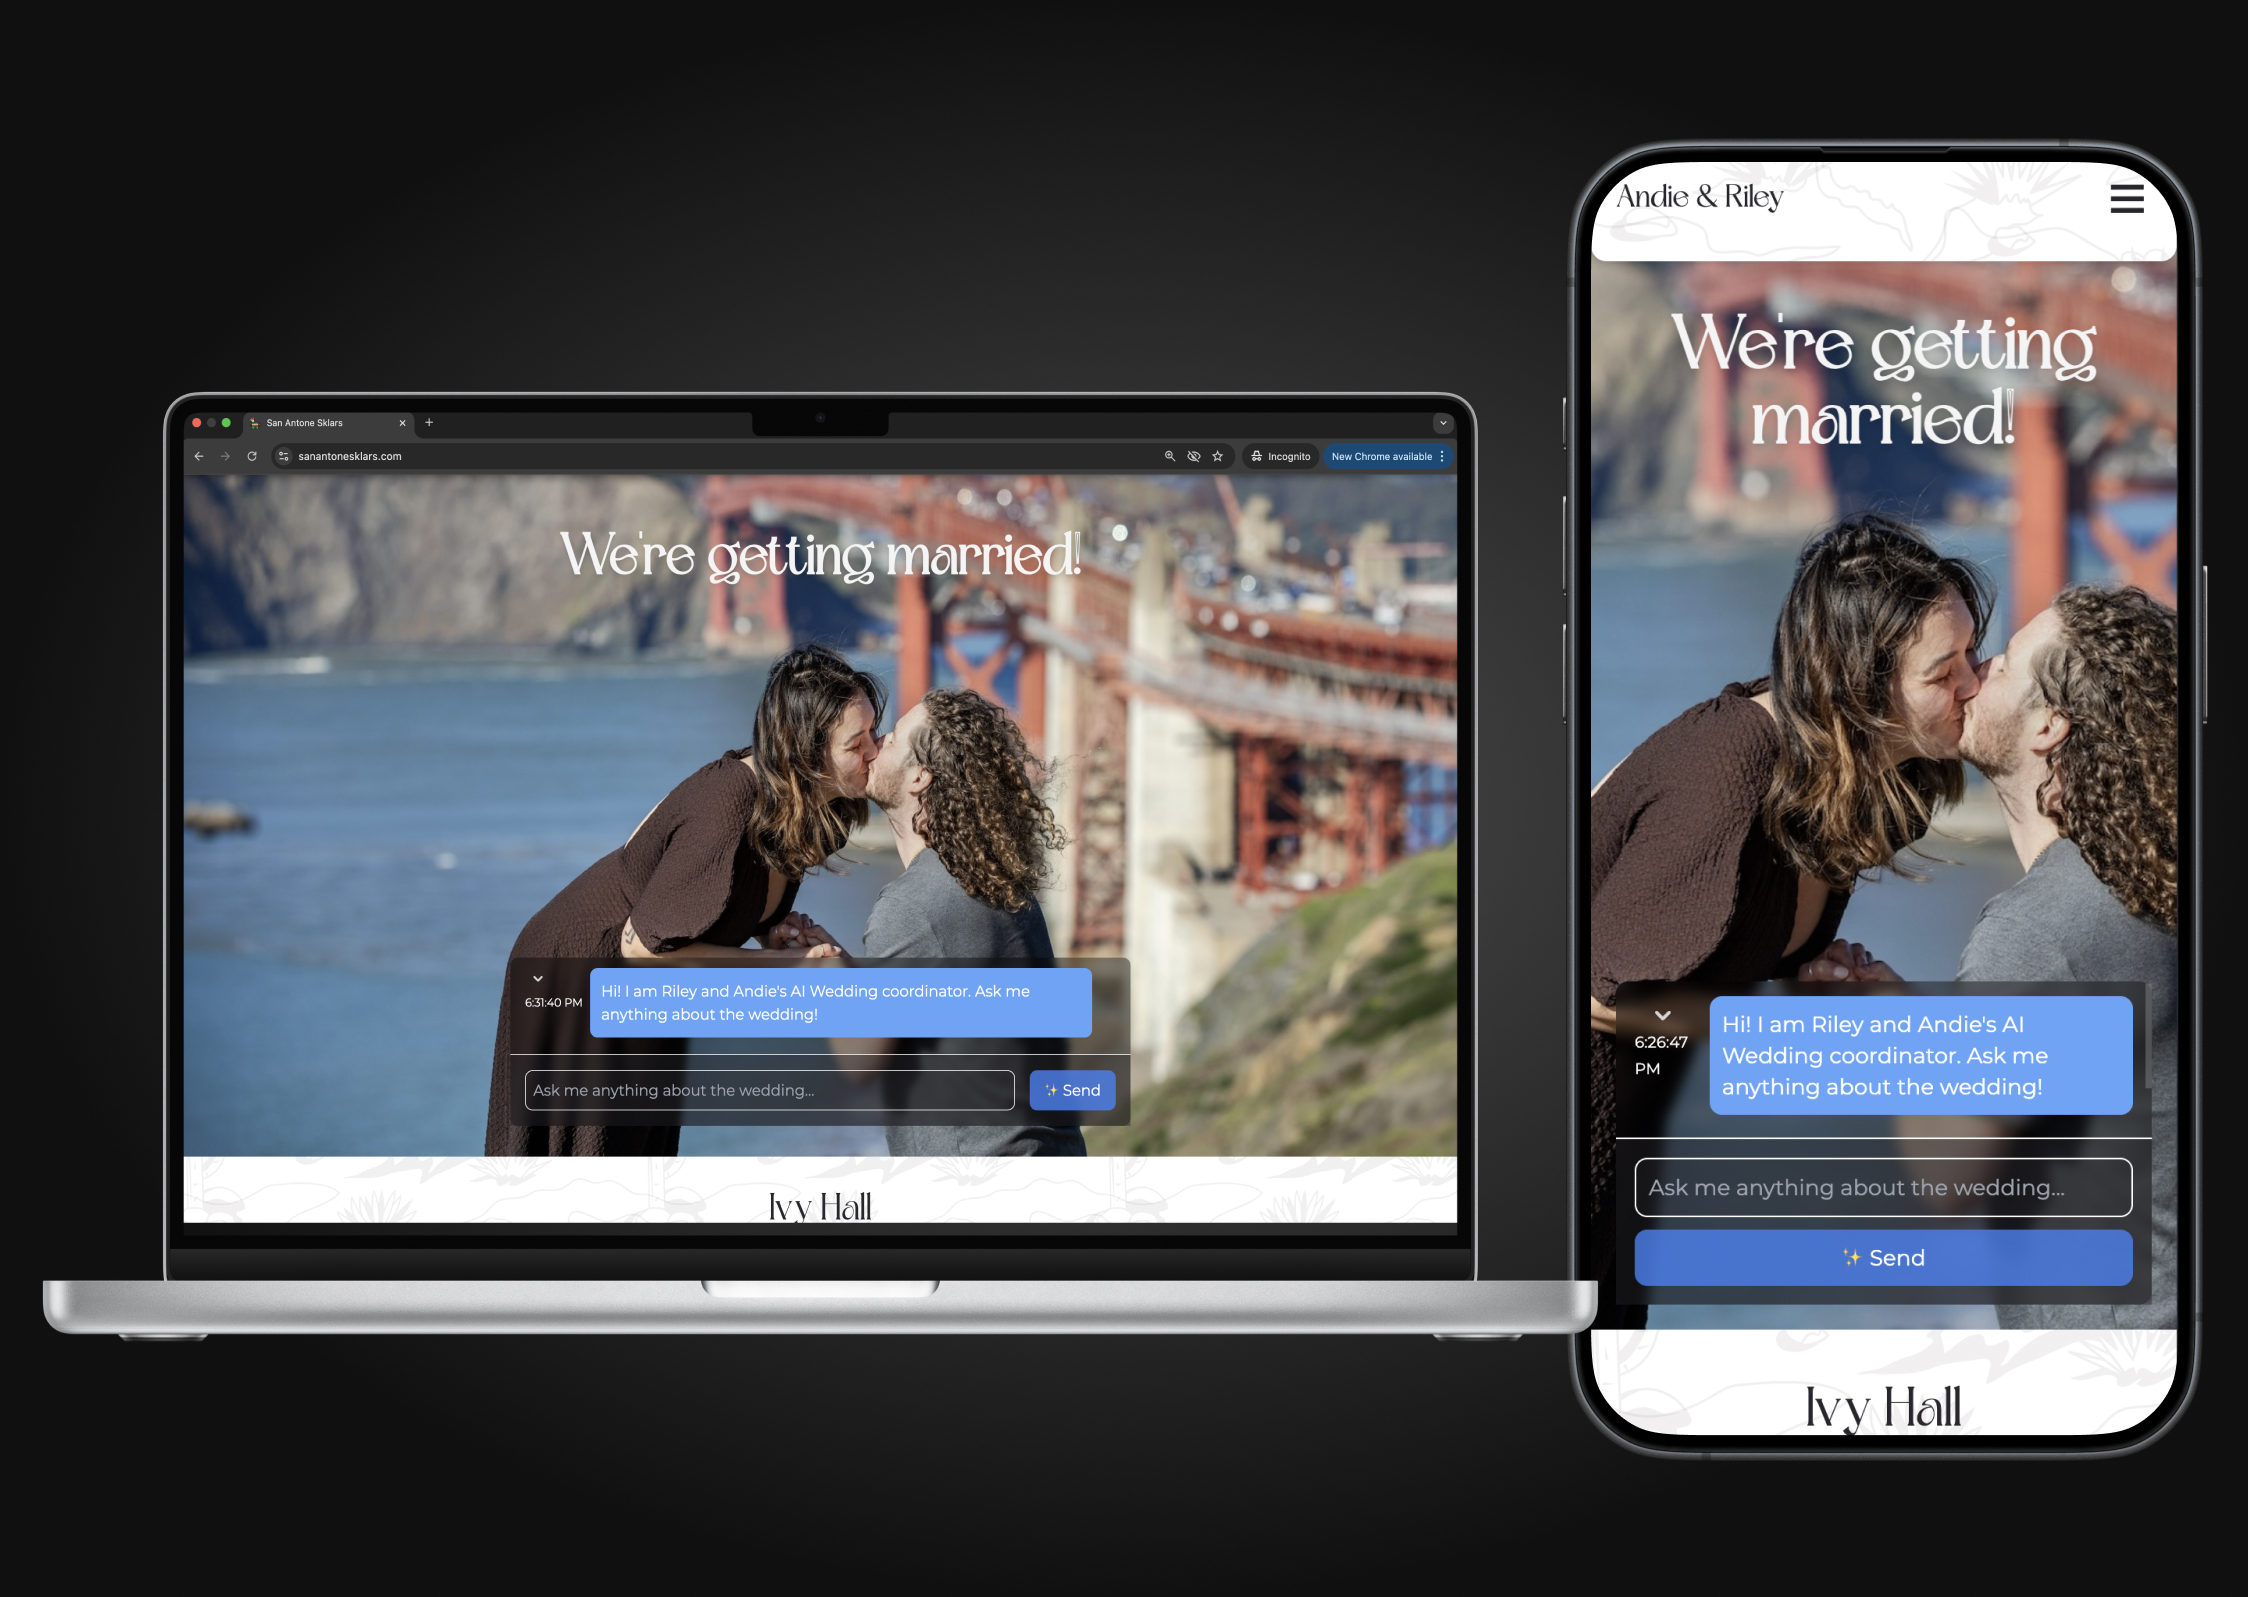 San Antone Sklars
sanantonesklars.com
Incognito
New Chrome available
We're getting married!
6:31:40 PM
Hi! I am Riley and Andie's AI Wedding coordinator. Ask me
anything about the wedding!
Ask me anything about the wedding...
✨ Send
Ivy Hall
Andie & Riley
We're getting
married!
6:26:47
PM
Hi! I am Riley and Andie's AI
Wedding coordinator. Ask me
anything about the wedding!
Ask me anything about the wedding...
✨ Send
Ivy Hall